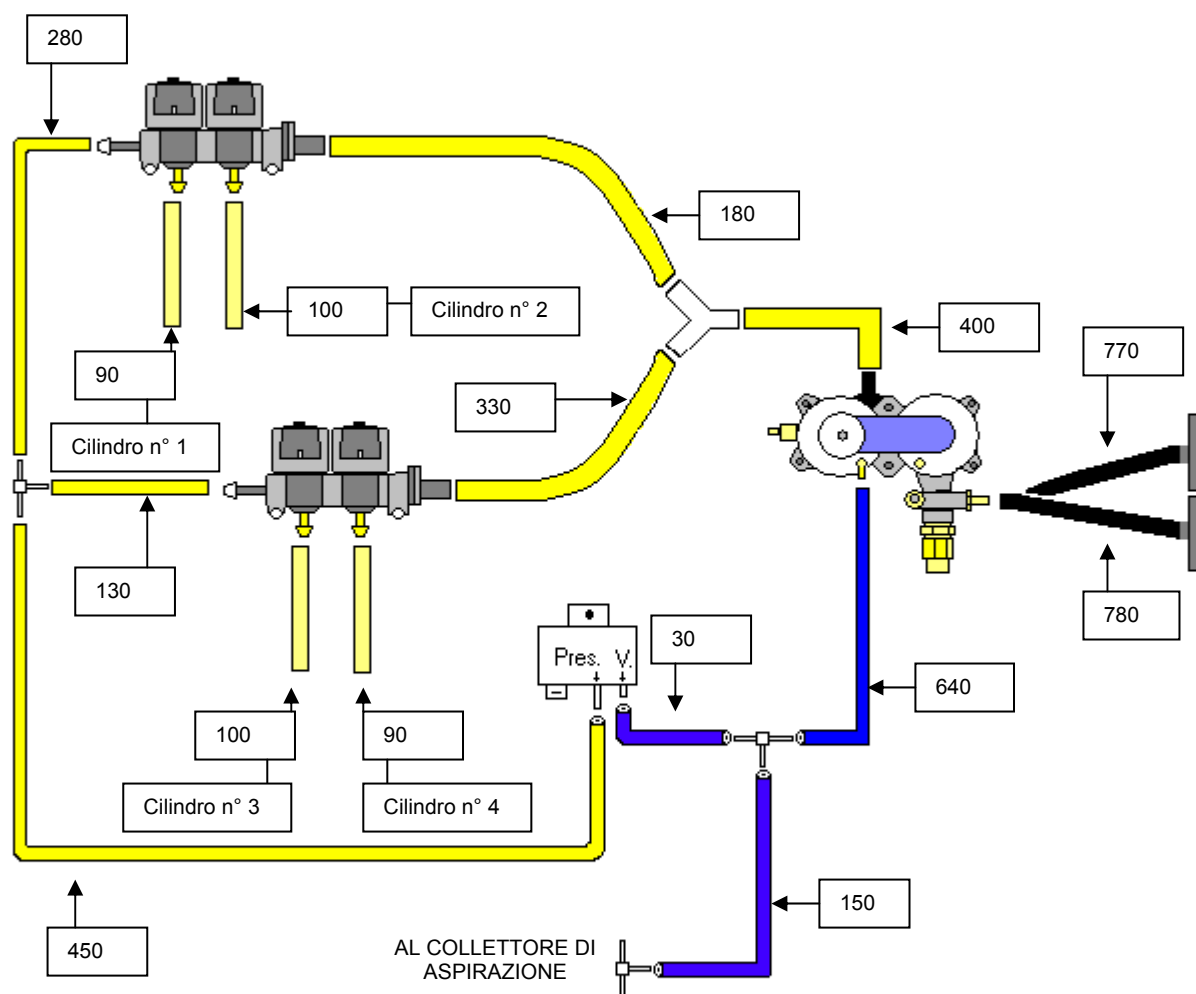 280
180
100
Cilindro n° 2
400
90
770
330
Cilindro n° 1
130
780
Pres. V.
30
640
100
90
Cilindro n° 3
Cilindro n° 4
150
450
AL COLLETTORE DI
ASPIRAZIONE